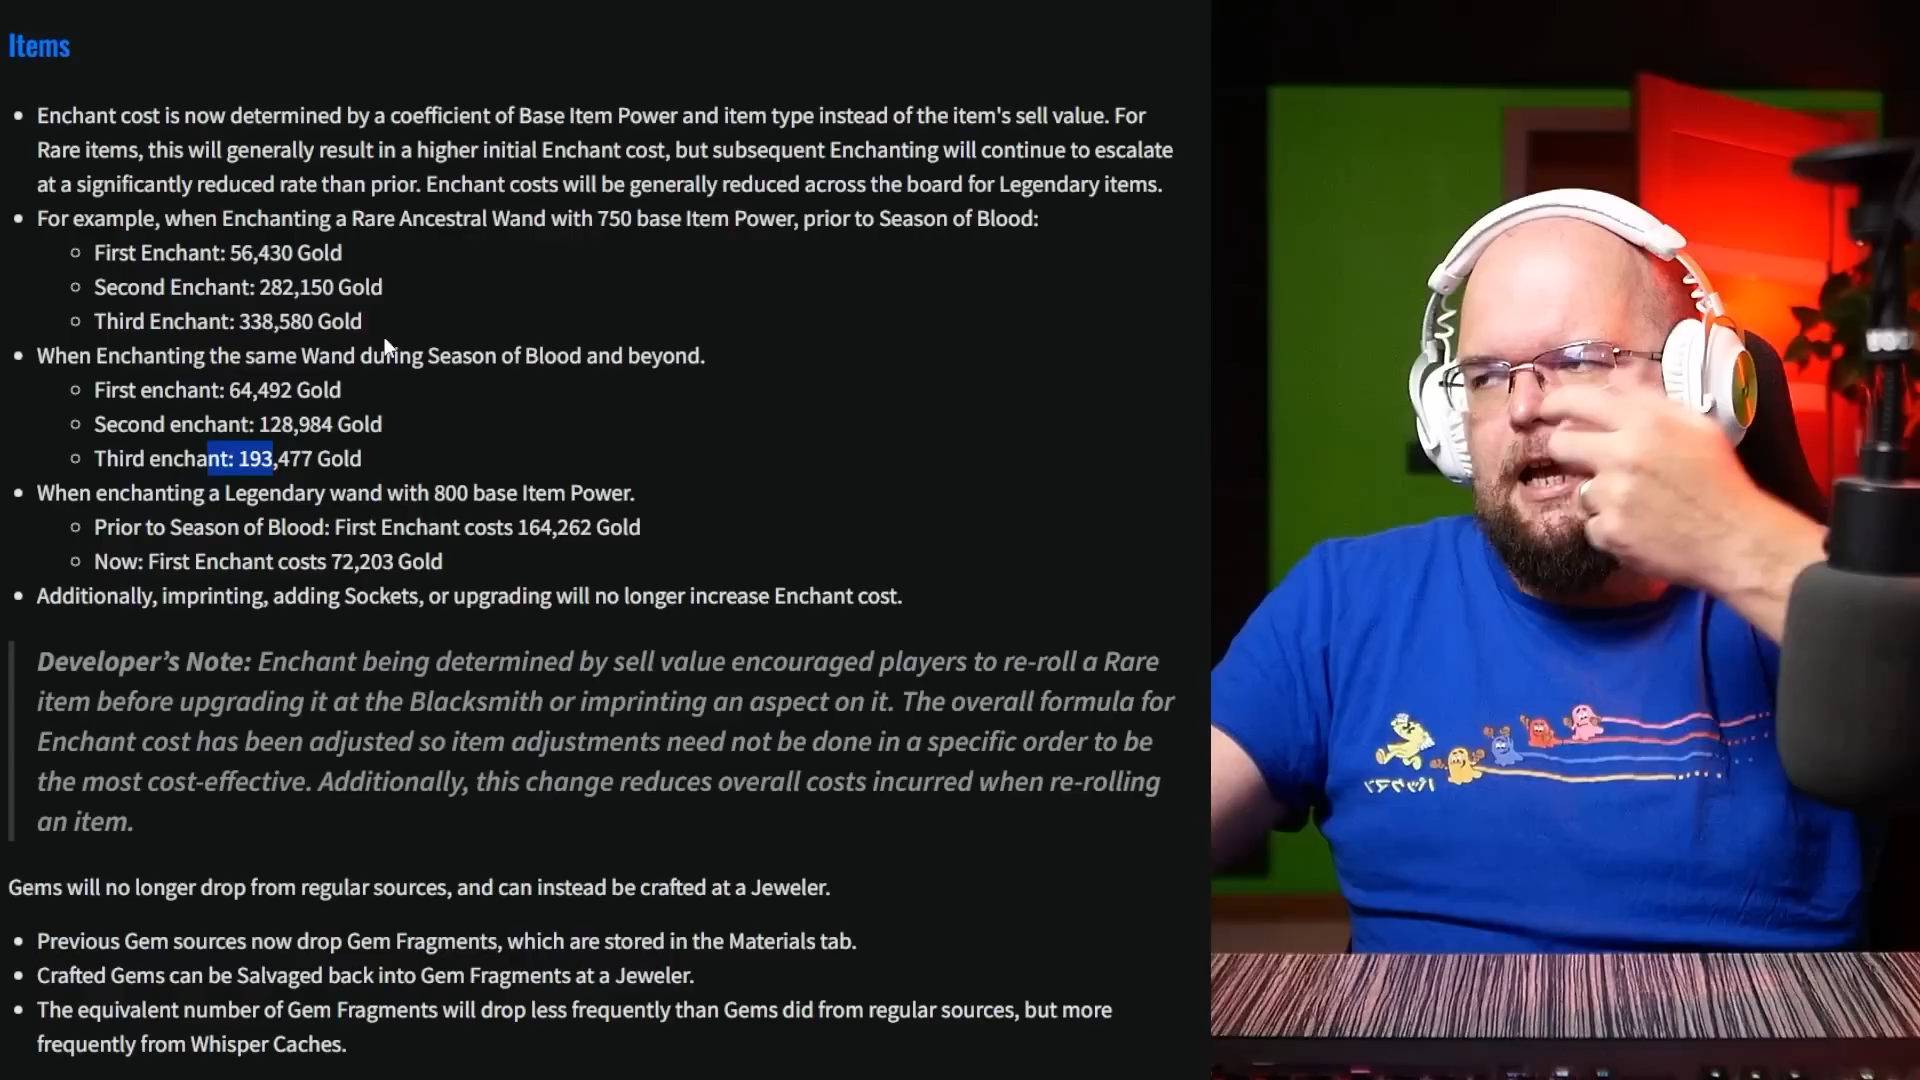 Items
• Enchant cost is now determined by a coefficient of Base Item Power and item type instead of the item's sell value. For
Rare items, this will generally result in a higher initial Enchant cost, but subsequent Enchanting will continue to escalate
at a significantly reduced rate than prior. Enchant costs will be generally reduced across the board for Legendary items.
• For example, when Enchanting a Rare Ancestral Wand with 750 base Item Power, prior to Season of Blood:
○ First Enchant: 56,430 Gold
○ Second Enchant: 282,150 Gold
○ Third Enchant: 338,580 Gold
• When Enchanting the same Wand during Season of Blood and beyond.
○ First enchant: 64,492 Gold
○ Second enchant: 128,984 Gold
○ Third enchant: 193,477 Gold
• When enchanting a Legendary wand with 800 base Item Power.
○ Prior to Season of Blood: First Enchant costs 164,262 Gold
○ Now: First Enchant costs 72,203 Gold
• Additionally, imprinting, adding Sockets, or upgrading will no longer increase Enchant cost.
Developer’s Note: Enchant being determined by sell value encouraged players to re-roll a Rare
item before upgrading it at the Blacksmith or imprinting an aspect on it. The overall formula for
Enchant cost has been adjusted so item adjustments need not be done in a specific order to be
the most cost-effective. Additionally, this change reduces overall costs incurred when re-rolling
an item.
Gems will no longer drop from regular sources, and can instead be crafted at a Jeweler.
• Previous Gem sources now drop Gem Fragments, which are stored in the Materials tab.
• Crafted Gems can be Salvaged back into Gem Fragments at a Jeweler.
• The equivalent number of Gem Fragments will drop less frequently than Gems did from regular sources, but more
frequently from Whisper Caches.
パックマン